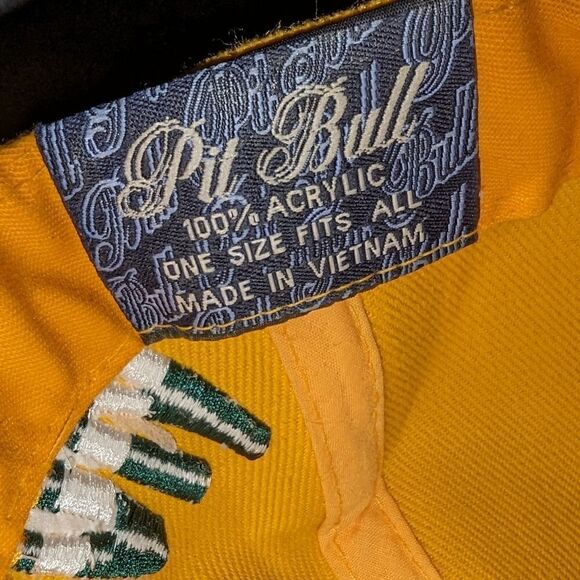 Pit Bull
100% ACRYLIC
ONE SIZE FITS ALL
MADE IN VIETNAM